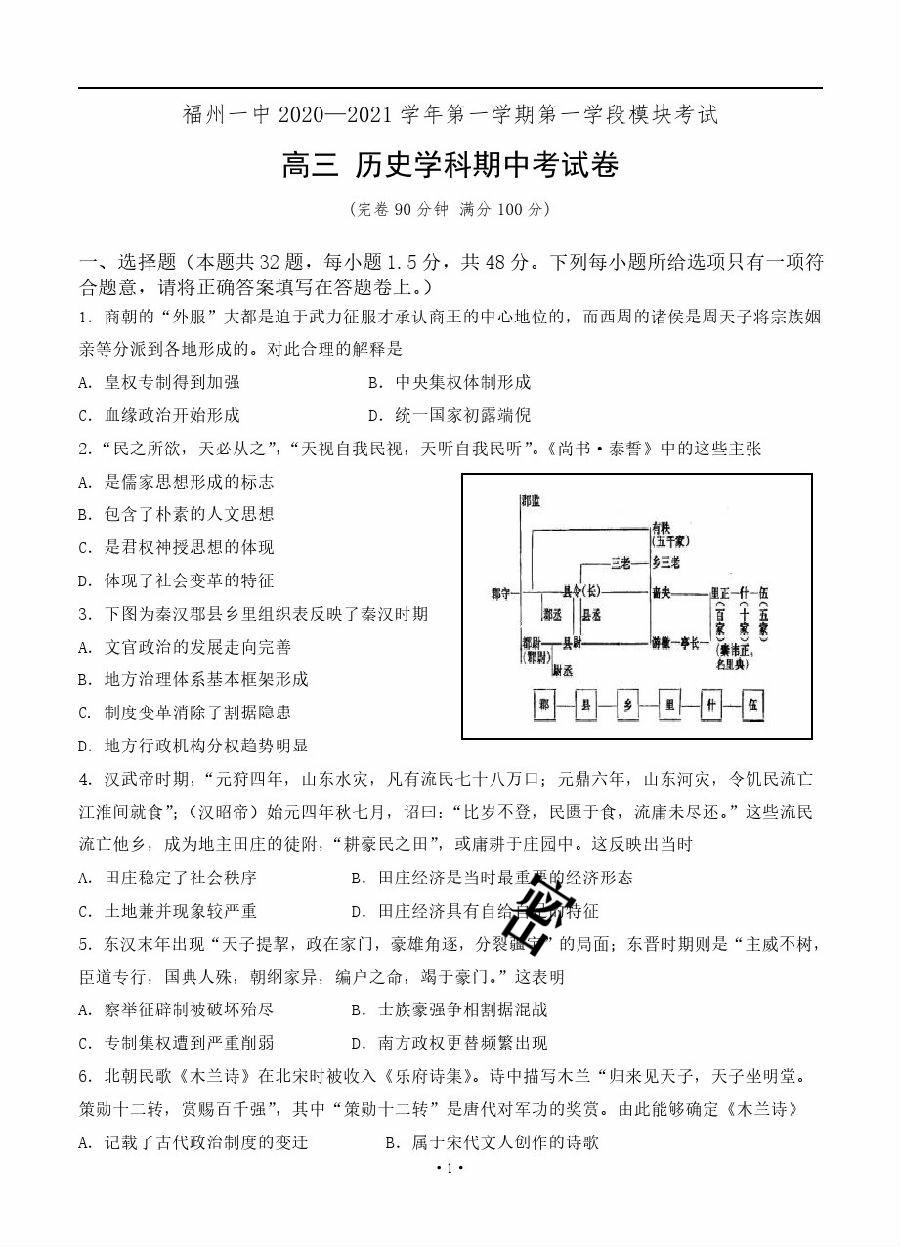 福州一中 2020—2021 学年第一学期第一学段模块考试
高三 历史学科期中考试卷
(完卷 90 分钟 满分 100 分)
一、选择题（本题共 32 题，每小题 1.5 分，共 48 分。下列每小题所给选项只有一项符
合题意，请将正确答案填写在答题卷上。）
1．商朝的“外服”大都是迫于武力征服才承认商王的中心地位的，而西周的诸侯是周天子将宗族姻
亲等分派到各地形成的。对此合理的解释是
A．皇权专制得到加强 B．中央集权体制形成
C．血缘政治开始形成 D．统一国家初露端倪
2．“民之所欲，天必从之”，“天视自我民视，天听自我民听”。《尚书·泰誓》中的这些主张
A．是儒家思想形成的标志
B．包含了朴素的人文思想
C．是君权神授思想的体现
D．体现了社会变革的特征
3．下图为秦汉郡县乡里组织表反映了秦汉时期
A．文官政治的发展走向完善
B．地方治理体系基本框架形成
C．制度变革消除了割据隐患
D．地方行政机构分权趋势明显
郡监
有秩
(五千家)
三老 乡三老
郡守 县令(长) 啬夫 里正 什 伍
(百家) (十家) (五家)
郡丞 县丞
郡尉 县尉 游徼 亭长
(郡尉)
尉丞
名里典)
郡 县 乡 里 什 伍
4．汉武帝时期，“元狩四年，山东水灾，凡有流民七十八万口；元鼎六年，山东河灾，令饥民流亡
江淮间就食”；（汉昭帝）始元四年秋七月，诏曰：“比岁不登，民匮于食，流庸未尽还。”这些流民
流亡他乡，成为地主田庄的徒附，“耕豪民之田”，或庸耕于庄园中。这反映出当时
A．田庄稳定了社会秩序 B．田庄经济是当时最重要的经济形态
C．土地兼并现象较严重 D．田庄经济具有自给自足的特征
密
5．东汉末年出现“天子提挈，政在家门，豪雄角逐，分裂疆宇”的局面；东晋时期则是“主威不树，
臣道专行，国典人殊，朝纲家异，编户之命，竭于豪门。”这表明
A．察举征辟制被破坏殆尽 B．士族豪强争相割据混战
C．专制集权遭到严重削弱 D．南方政权更替频繁出现
6．北朝民歌《木兰诗》在北宋时被收入《乐府诗集》。诗中描写木兰“归来见天子，天子坐明堂。
策勋十二转，赏赐百千强”，其中“策勋十二转”是唐代对军功的奖赏。由此能够确定《木兰诗》
A．记载了古代政治制度的变迁 B．属于宋代文人创作的诗歌
·1·